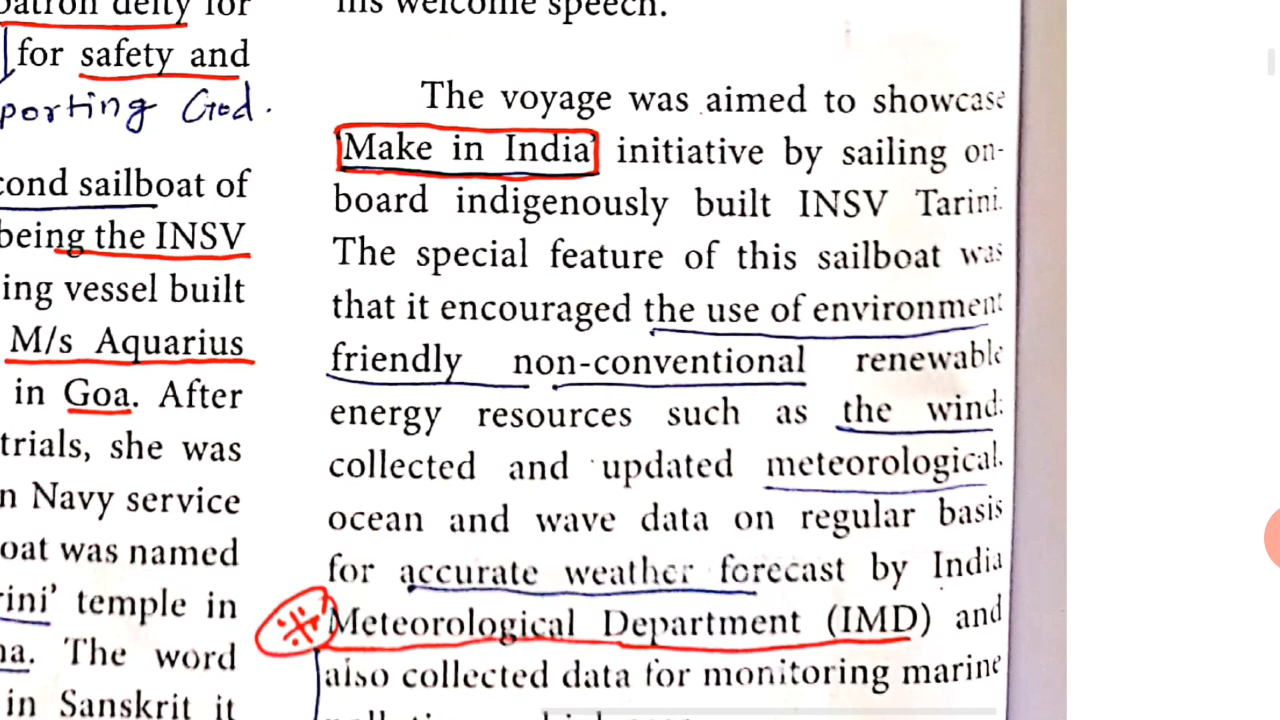 patron deity for
for safety and
porting God.
cond sailboat of
being the INSV
ing vessel built
M/s Aquarius
in Goa. After
trials, she was
n Navy service
oat was named
rini' temple in
na. The word
in Sanskrit it
his welcome speech.
The voyage was aimed to showcase
'Make in India' initiative by sailing on-
board indigenously built INSV Tarini.
The special feature of this sailboat was
that it encouraged the use of environment
friendly non-conventional renewable
energy resources such as the wind;
collected and updated meteorological,
ocean and wave data on regular basis
for accurate weather forecast by India
Meteorological Department (IMD) and
also collected data for monitoring marine